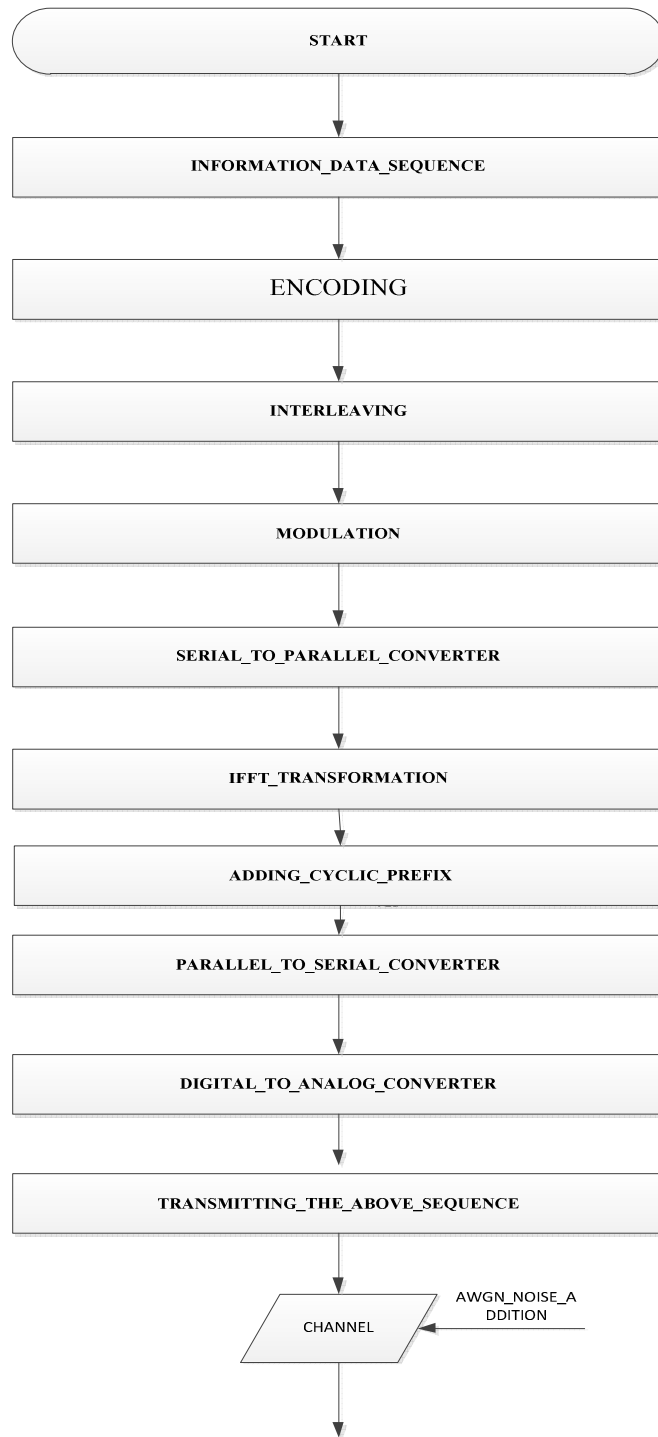 START
INFORMATION_DATA_SEQUENCE
ENCODING
INTERLEAVING
MODULATION
SERIAL_TO_PARALLEL_CONVERTER
IFFT_TRANSFORMATION
ADDING_CYCLIC_PREFIX
PARALLEL_TO_SERIAL_CONVERTER
DIGITAL_TO_ANALOG_CONVERTER
TRANSMITTING_THE_ABOVE_SEQUENCE
AWGN_NOISE_A
DDITION
CHANNEL